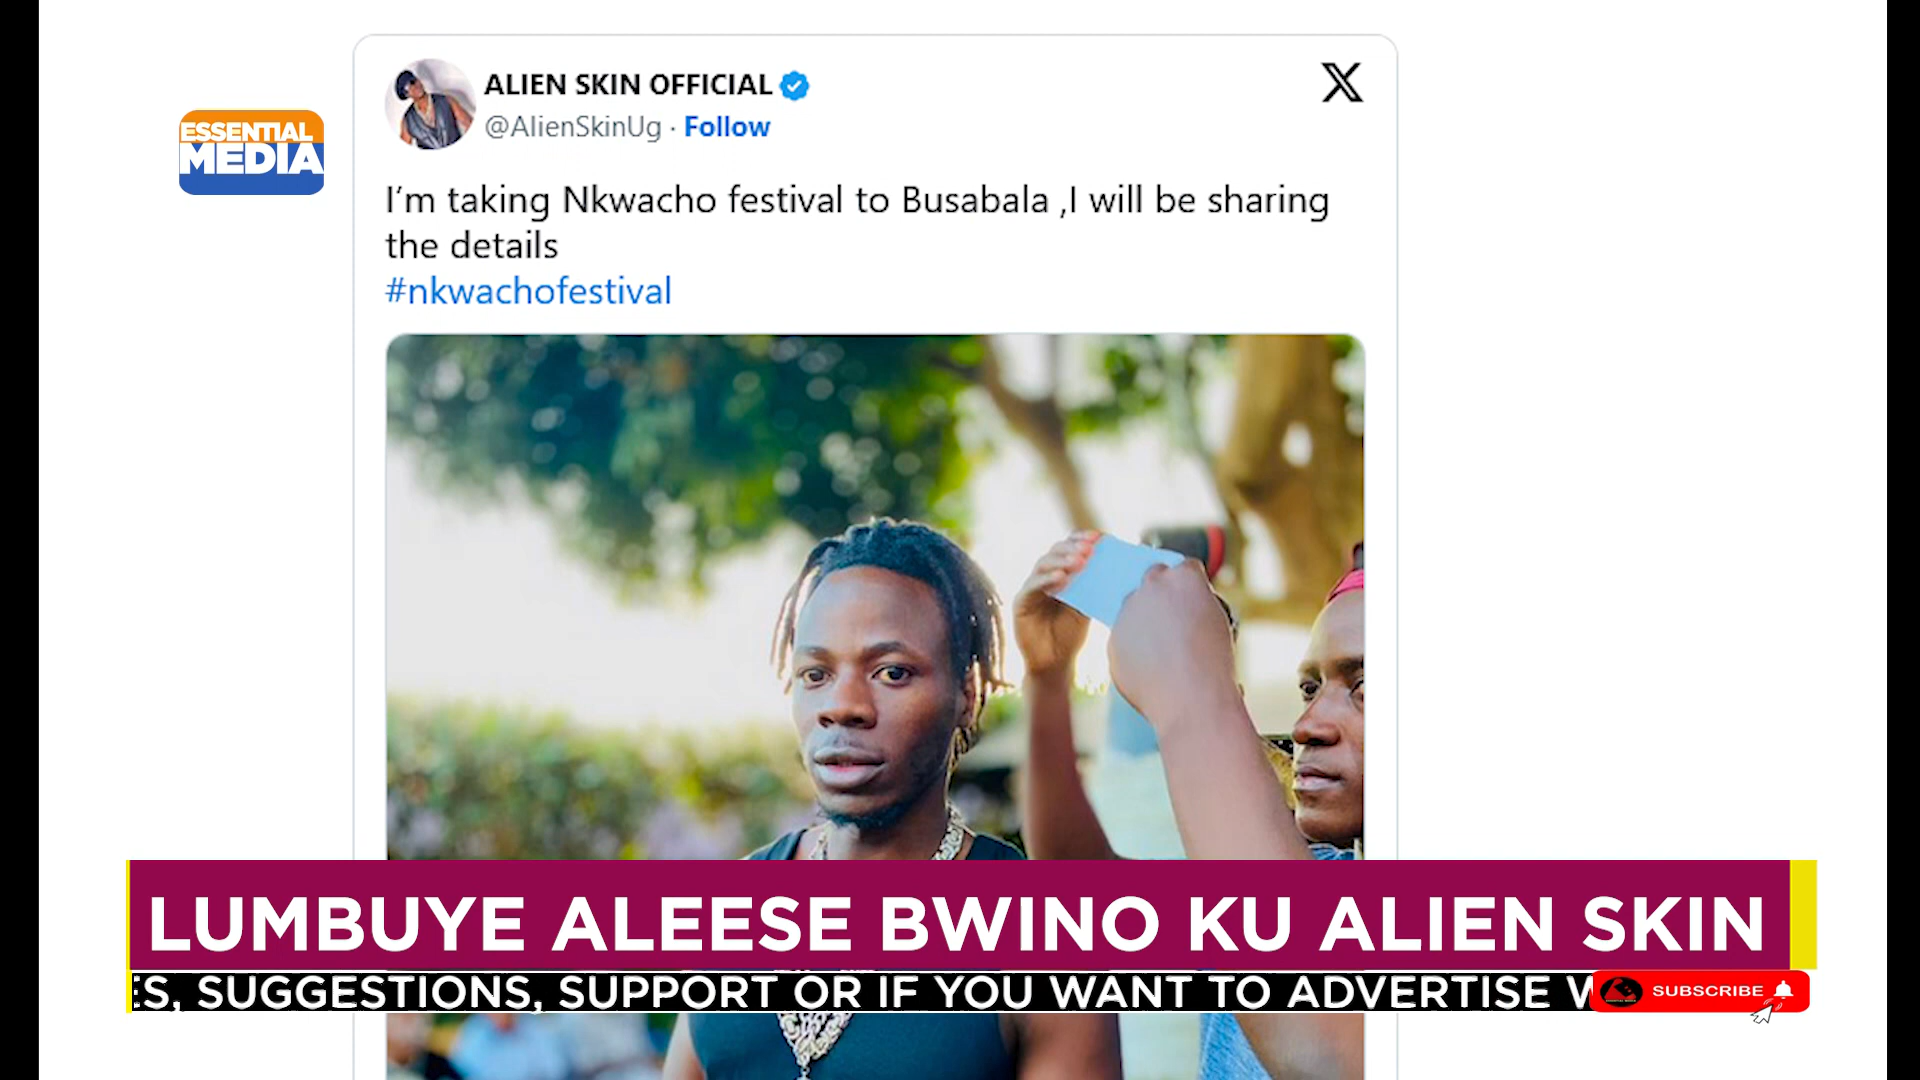 ALIEN SKIN OFFICIAL
@AlienSkinUg · Follow
ESSENTIAL
MEDIA
I'm taking Nkwacho festival to Busabala ,I will be sharing
the details
#nkwachofestival
LUMBUYE ALEESE BWINO KU ALIEN SKIN
SUGGESTIONS, SUPPORT OR IF YOU WANT TO ADVERTISE
SUBSCRIBE